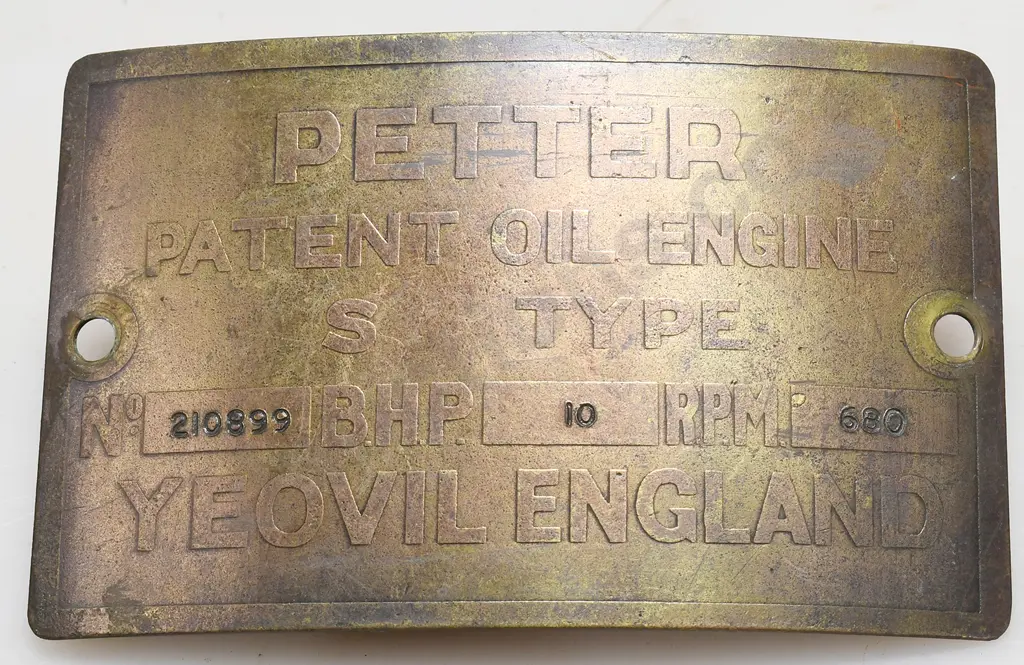 PETTER
PATENT OIL ENGINE
S TYPE
No 210899 B.H.P. 10 R.P.M. 680
YEOVIL ENGLAND